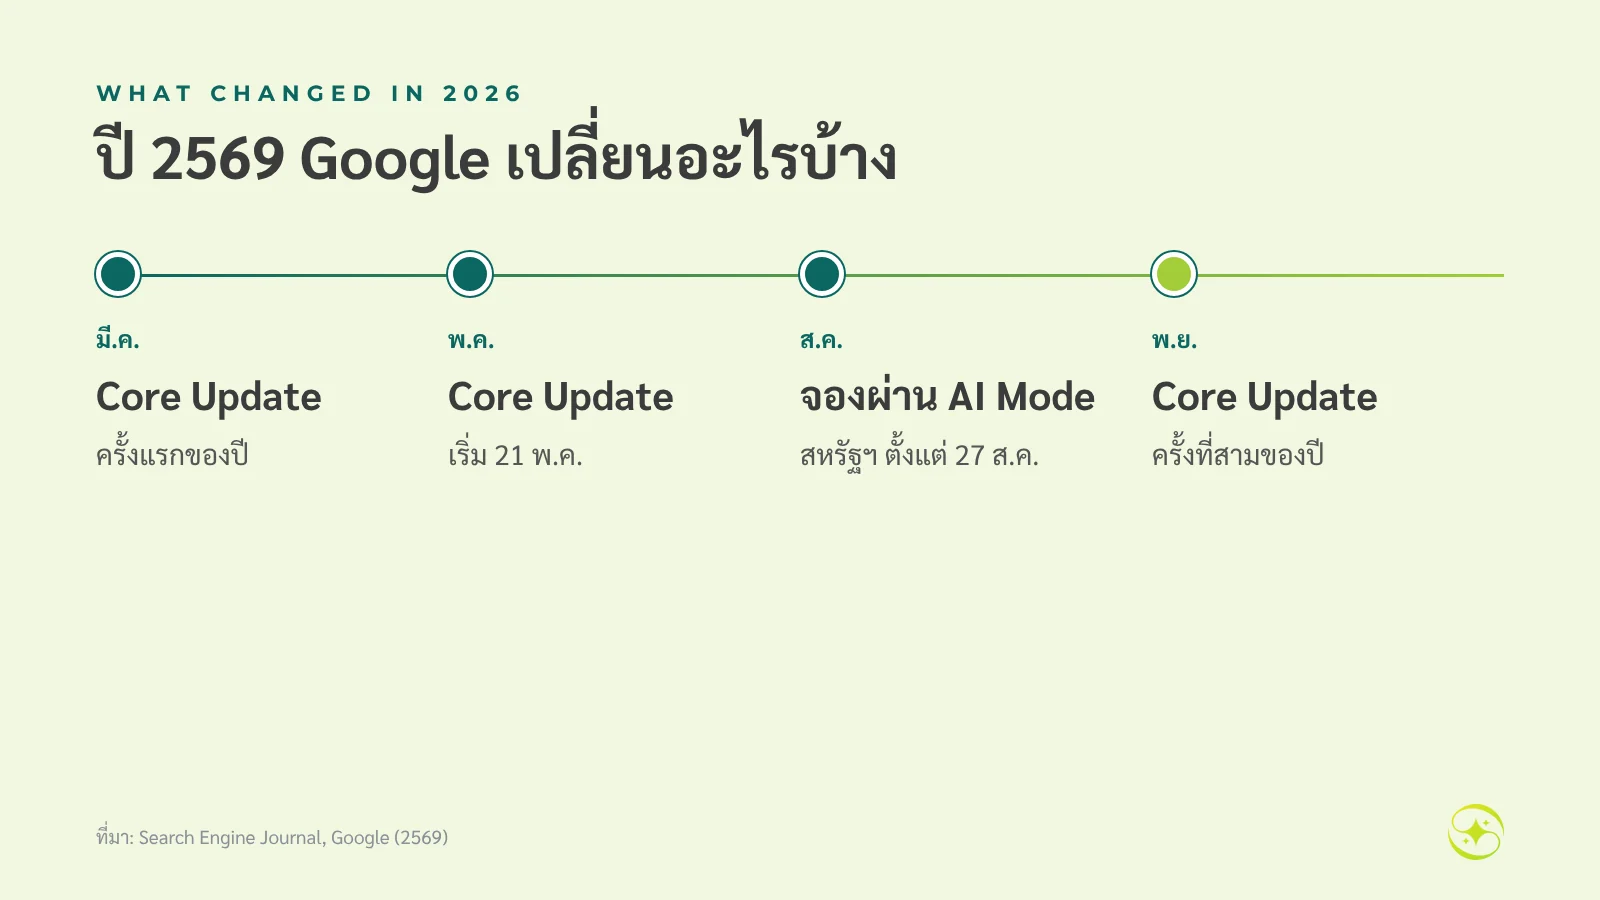 WHAT CHANGED IN 2026
ปี 2569 Google เปลี่ยนอะไรบ้าง
มี.ค.
Core Update
ครั้งแรกของปี
พ.ค.
Core Update
เริ่ม 21 พ.ค.
ส.ค.
จองผ่าน AI Mode
สหรัฐฯ ตั้งแต่ 27 ส.ค.
พ.ย.
Core Update
ครั้งที่สามของปี
ที่มา: Search Engine Journal, Google (2569)